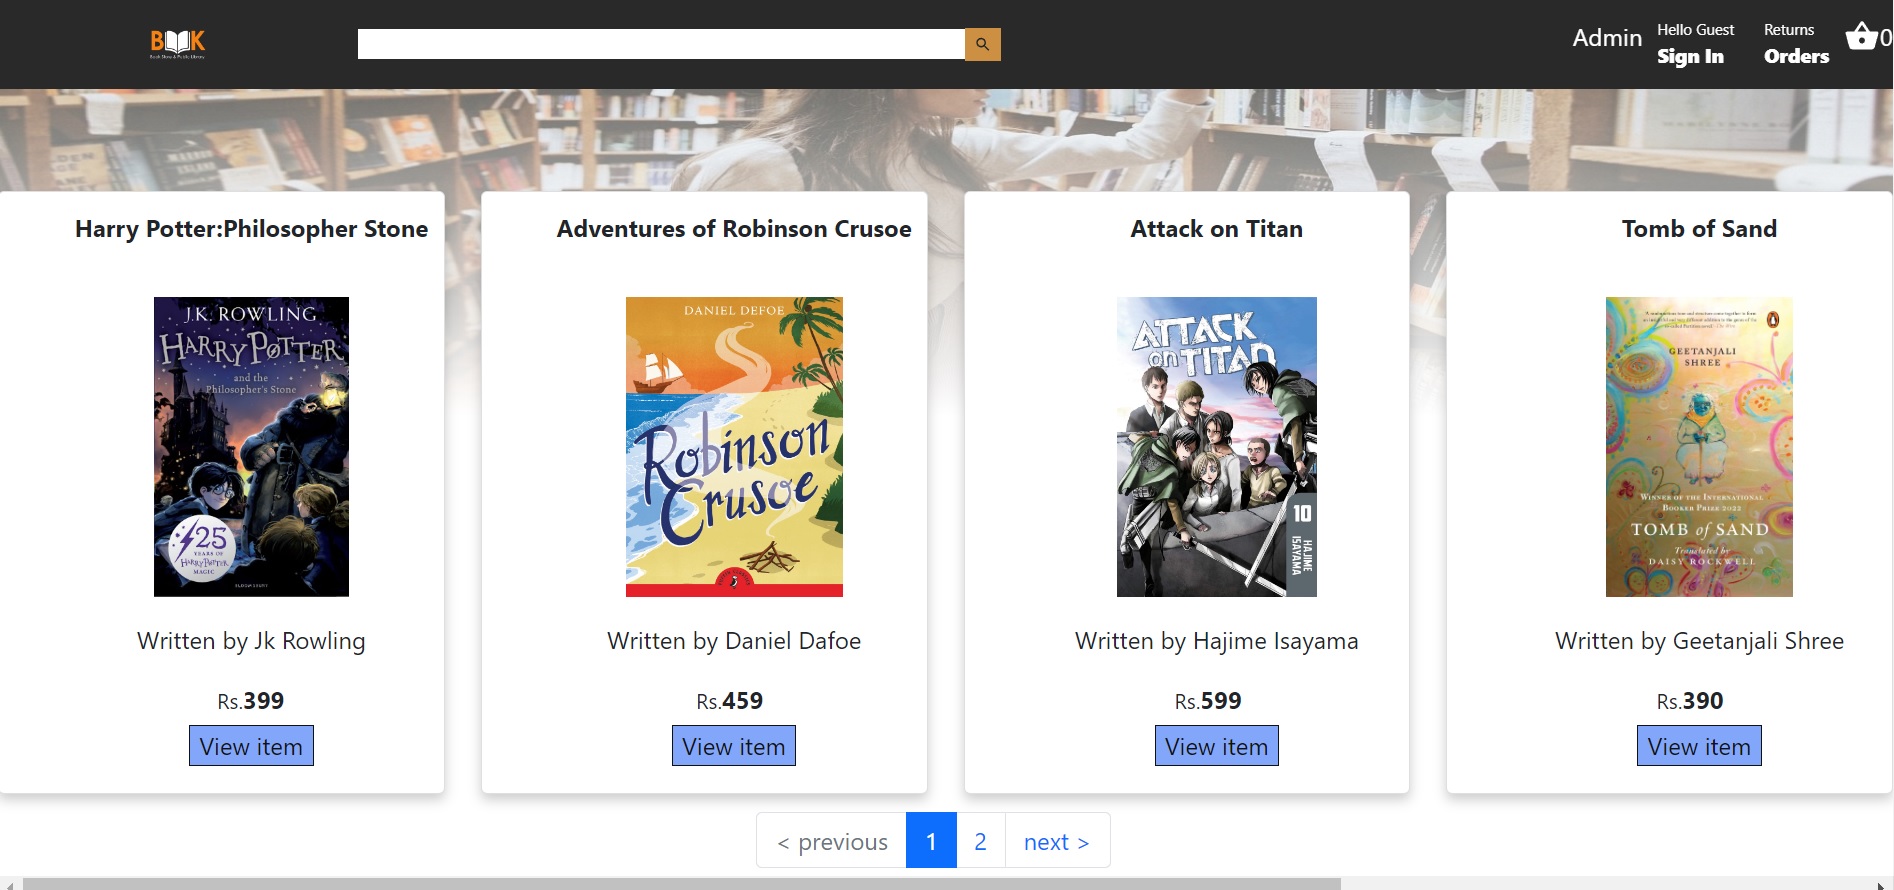 BOOK
Book Store & Public Library
Admin
Hello Guest
Sign In
Returns
Orders
0
Harry Potter:Philosopher Stone
J.K. ROWLING
HARRY POTTER
and the
Philosopher's Stone
25
YEARS OF
HARRY POTTER
MAGIC
BLOOMSBURY
Written by Jk Rowling
Rs.399
View item
Adventures of Robinson Crusoe
DANIEL DEFOE
Robinson
Crusoe
Written by Daniel Dafoe
Rs.459
View item
Attack on Titan
ATTACK
on TITAN
10
HAJIME
ISAYAMA
Written by Hajime Isayama
Rs.599
View item
Tomb of Sand
GEETANJALI
SHREE
WINNER OF THE INTERNATIONAL
BOOKER PRIZE 2022
TOMB of SAND
Translated by
DAISY ROCKWELL
Written by Geetanjali Shree
Rs.390
View item
< previous
1
2
next >